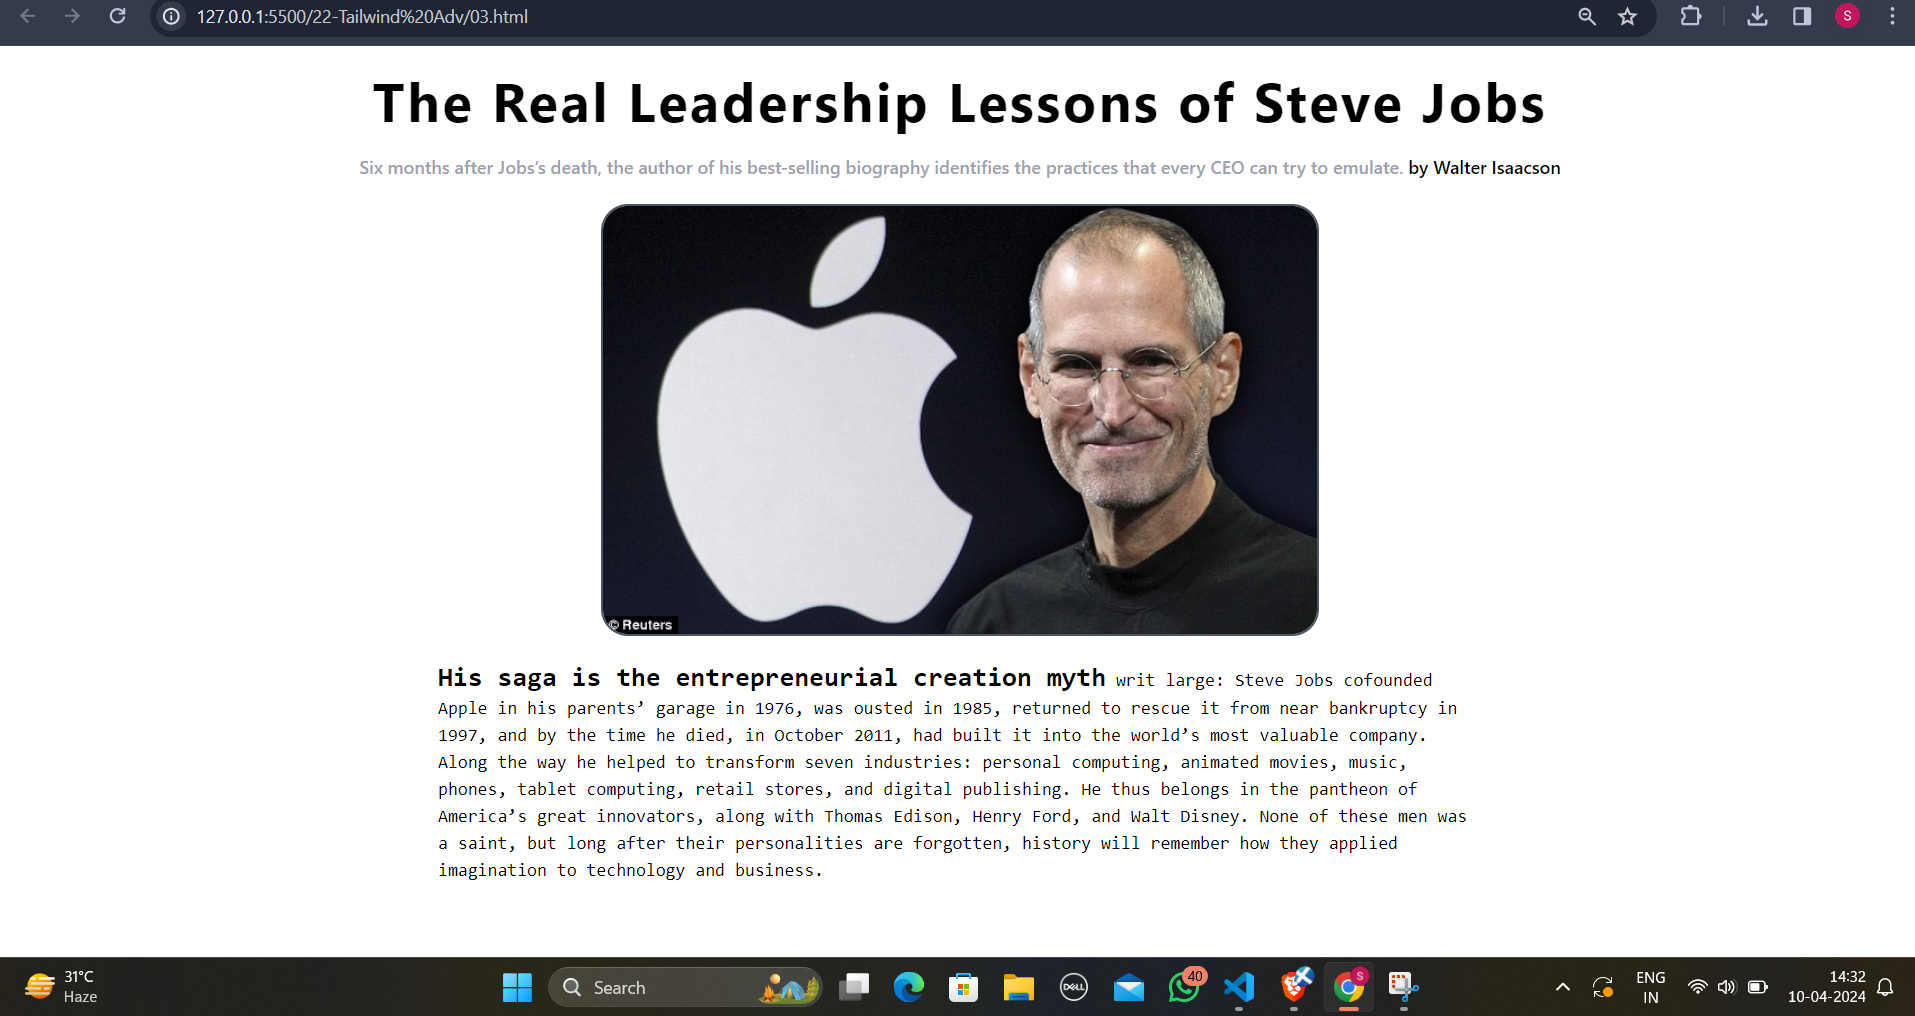 127.0.0.1:5500/22-Tailwind%20Adv/03.html
S
The Real Leadership Lessons of Steve Jobs
Six months after Jobs’s death, the author of his best-selling biography identifies the practices that every CEO can try to emulate. by Walter Isaacson
© Reuters
His saga is the entrepreneurial creation myth writ large: Steve Jobs cofounded
Apple in his parents’ garage in 1976, was ousted in 1985, returned to rescue it from near bankruptcy in
1997, and by the time he died, in October 2011, had built it into the world’s most valuable company.
Along the way he helped to transform seven industries: personal computing, animated movies, music,
phones, tablet computing, retail stores, and digital publishing. He thus belongs in the pantheon of
America’s great innovators, along with Thomas Edison, Henry Ford, and Walt Disney. None of these men was
a saint, but long after their personalities are forgotten, history will remember how they applied
imagination to technology and business.
31°C
Haze
Search
DELL
40
S
ENG
IN
14:32
10-04-2024